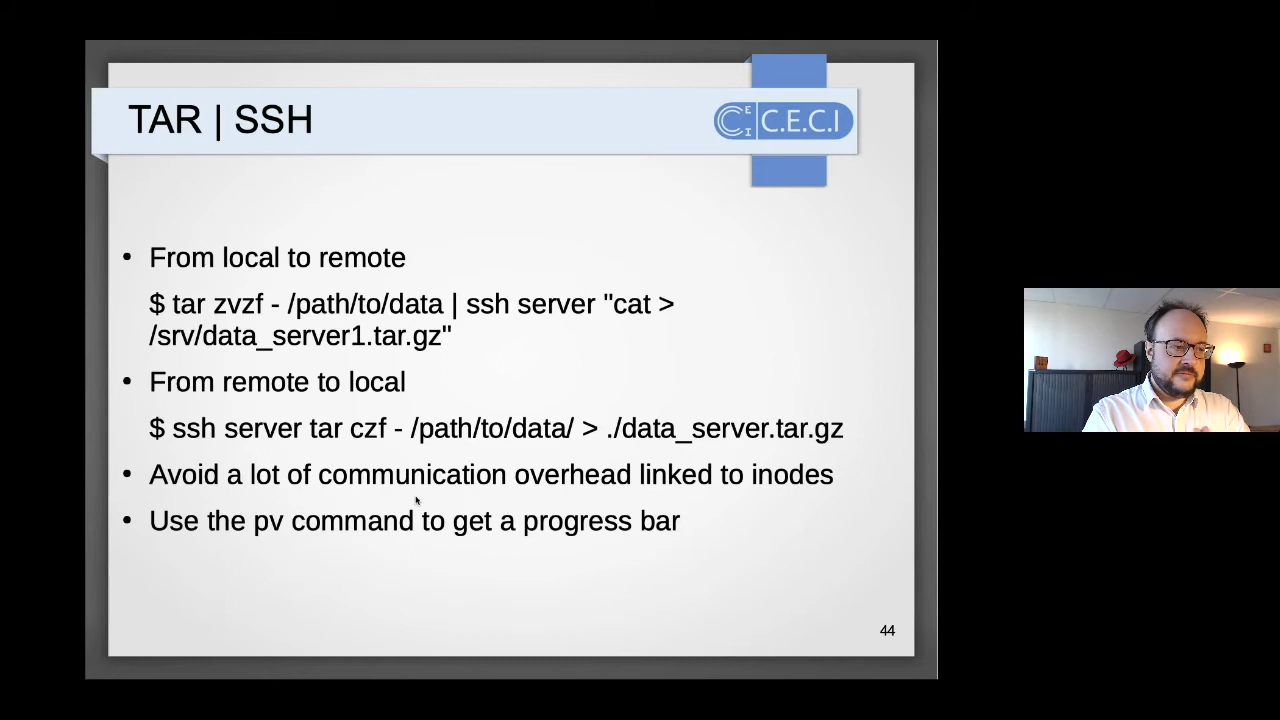 TAR | SSH
C E I C.E.C.I
• From local to remote
$ tar zvzf - /path/to/data | ssh server "cat >
/srv/data_server1.tar.gz"
• From remote to local
$ ssh server tar czf - /path/to/data/ > ./data_server.tar.gz
• Avoid a lot of communication overhead linked to inodes
• Use the pv command to get a progress bar
44